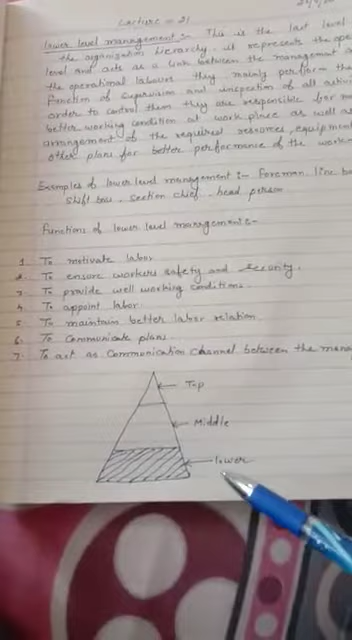 Lecture - 21
lower level management :- This is the last level
the organization hierarchy. it represents the ope
level and acts as a link between the management a
the operational labours they mainly perform the
function of supervision and inspection of all activi
order to control them they are responsible for
better working condition at work place as well as
arrangement of the required resources, equipment
other plans for better performance of the work
Examples of lower level management :- Foreman, line bo
shift boss, section chief, head person
Functions of lower level management:-
1. To motivate labor
2. To ensure workers safety and security.
3. To provide well working conditions.
4. To appoint labor.
5. To maintain better labor relation.
6. To communicate plans.
7. To act as communication channel between the mana
Top
Middle
lower